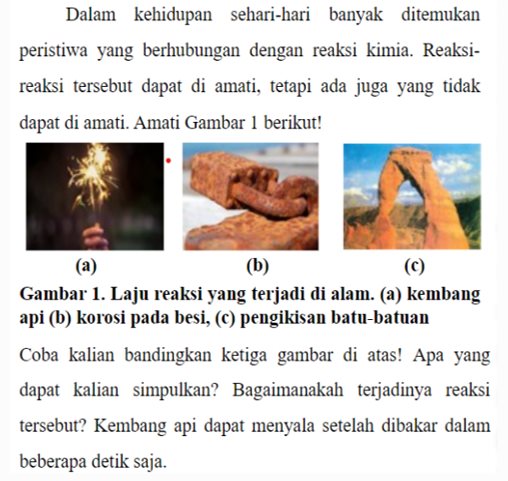 Dalam kehidupan sehari-hari banyak ditemukan
peristiwa yang berhubungan dengan reaksi kimia. Reaksi-
reaksi tersebut dapat di amati, tetapi ada juga yang tidak
dapat di amati. Amati Gambar 1 berikut!
(a) (b) (c)
Gambar 1. Laju reaksi yang terjadi di alam. (a) kembang
api (b) korosi pada besi, (c) pengikisan batu-batuan
Coba kalian bandingkan ketiga gambar di atas! Apa yang
dapat kalian simpulkan? Bagaimanakah terjadinya reaksi
tersebut? Kembang api dapat menyala setelah dibakar dalam
beberapa detik saja.